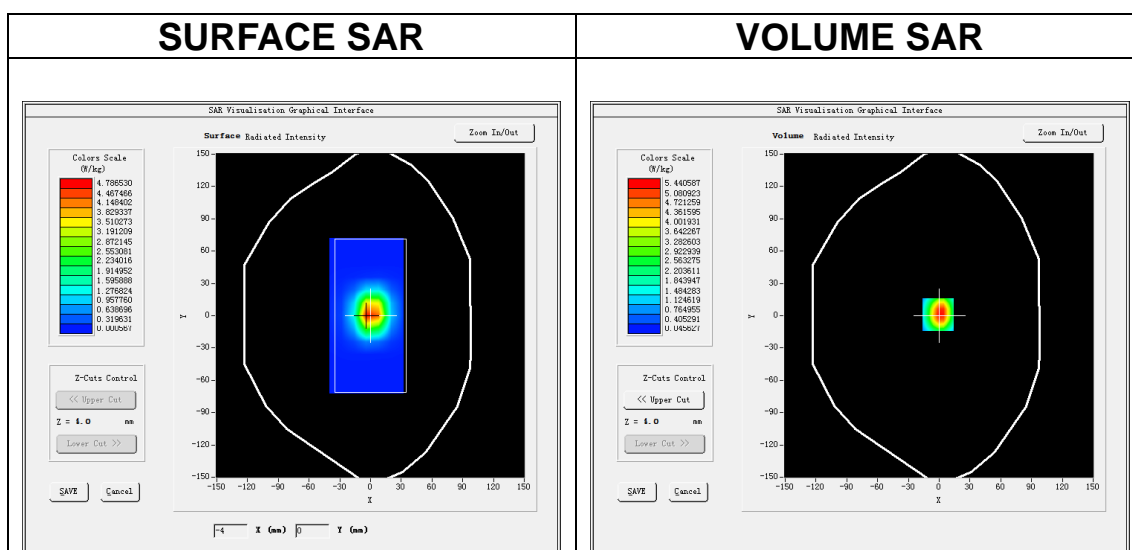 SURFACE SAR
VOLUME SAR
SAR Visualisation Graphical Interface
Surface Radiated Intensity
Zoom In/Out
Colors Scale
(W/kg)
4.786530
4.467466
4.148402
3.829337
3.510273
3.191209
2.872145
2.553081
2.234016
1.914952
1.595888
1.276824
0.957760
0.638696
0.319631
0.000567
Z-Cuts Control
<< Upper Cut
Z = 4.0 mm
Lower Cut >>
SAVE
Cancel
150
120
90
60
30
0
-30
-60
-90
-120
-150
Y
-150 -120 -90 -60 -30 0 30 60 90 120 150
X
-4 X (mm) 0 Y (mm)
SAR Visualisation Graphical Interface
Volume Radiated Intensity
Zoom In/Out
Colors Scale
(W/kg)
5.440587
5.080923
4.721259
4.361595
4.001931
3.642267
3.282603
2.922939
2.563275
2.203611
1.843947
1.484283
1.124619
0.764955
0.405291
0.045627
Z-Cuts Control
<< Upper Cut
Z = 4.0 mm
Lower Cut >>
SAVE
Cancel
150
120
90
60
30
0
-30
-60
-90
-120
-150
Y
-150 -120 -90 -60 -30 0 30 60 90 120 150
X